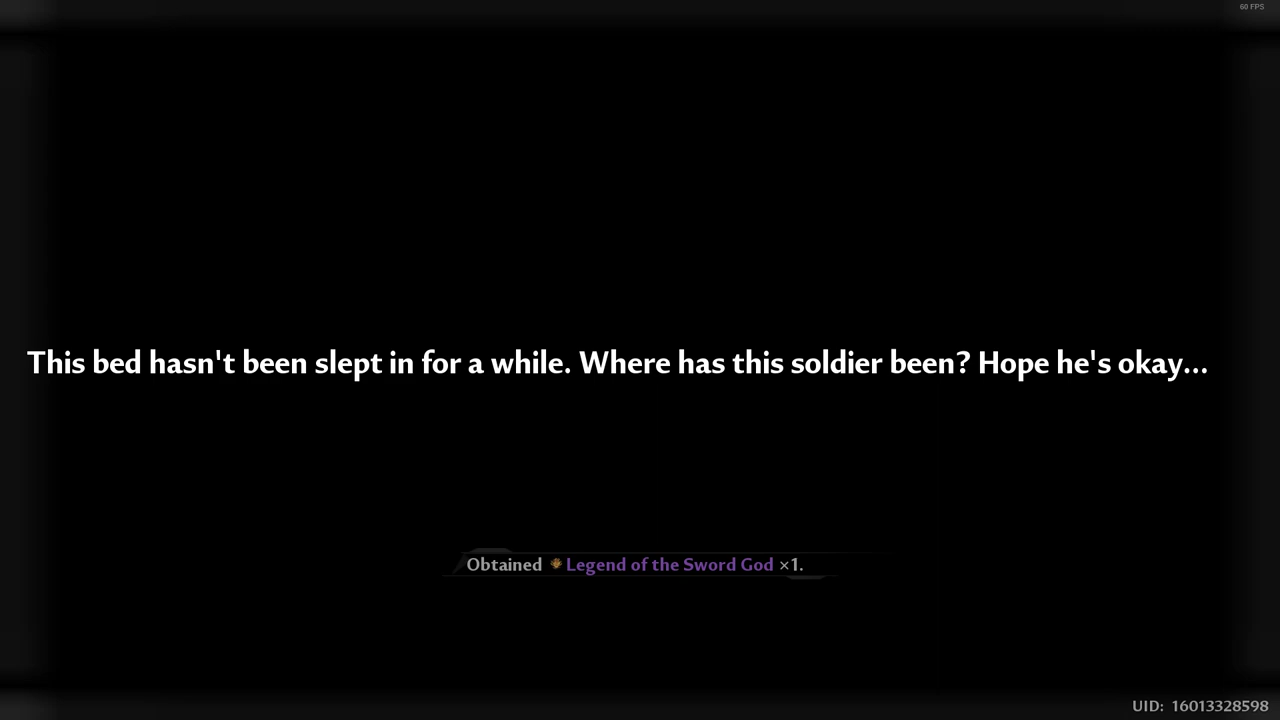 60 FPS
This bed hasn't been slept in for a while. Where has this soldier been? Hope he's okay...
Obtained Legend of the Sword God ×1.
UID: 16013328598